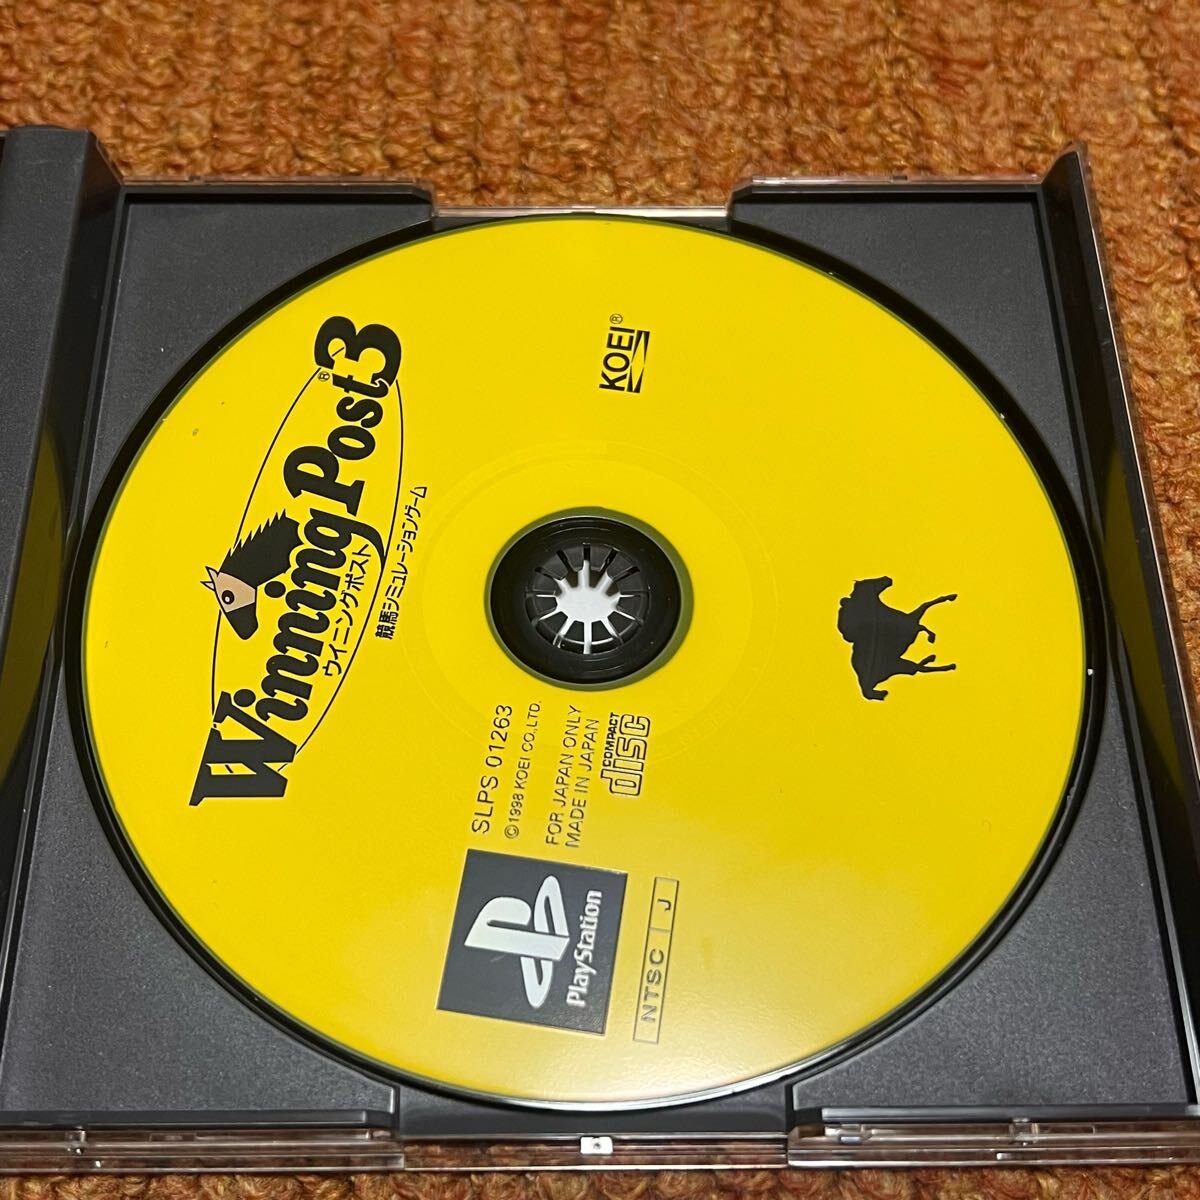 Winning Post® 3
ウイニングポスト
競馬シミュレーションゲーム
KOEI®
SLPS 01263
©1998 KOEI CO.,LTD.
FOR JAPAN ONLY
MADE IN JAPAN
COMPACT
disc
PlayStation
NTSC J